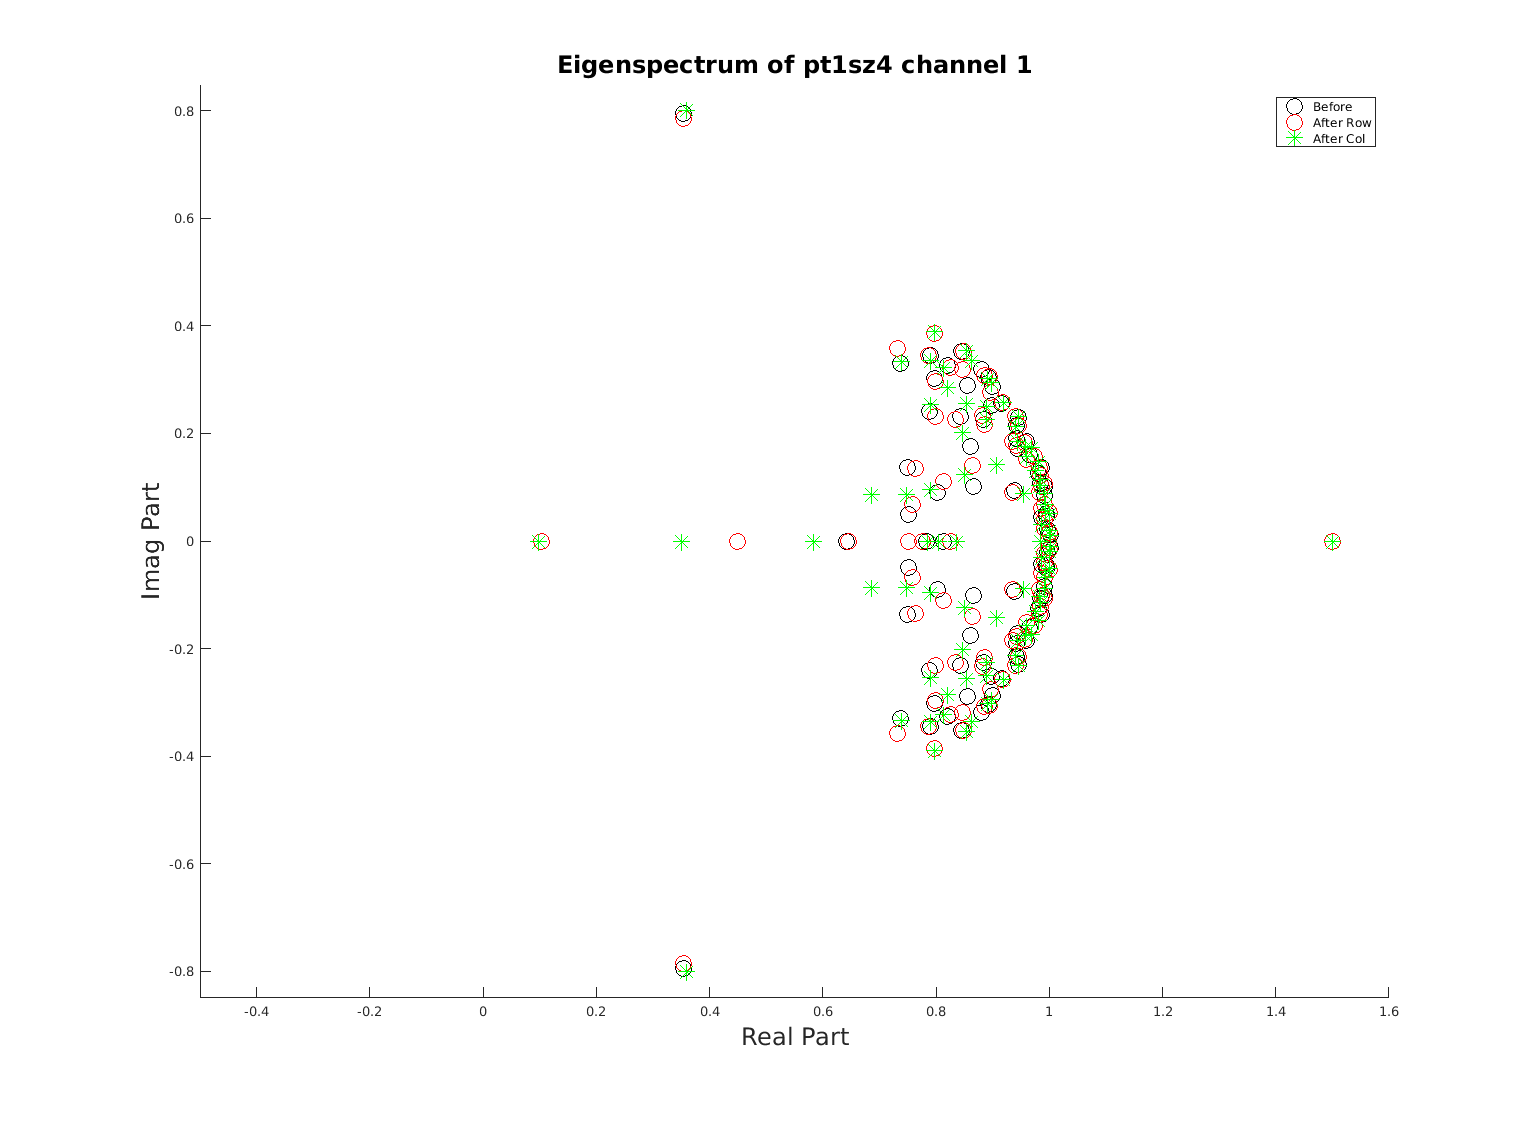 Eigenspectrum of pt1sz4 channel 1
Before
After Row
After Col
0.8
0.6
0.4
0.2
0
-0.2
-0.4
-0.6
-0.8
Imag Part
-0.4 -0.2 0 0.2 0.4 0.6 0.8 1 1.2 1.4 1.6
Real Part